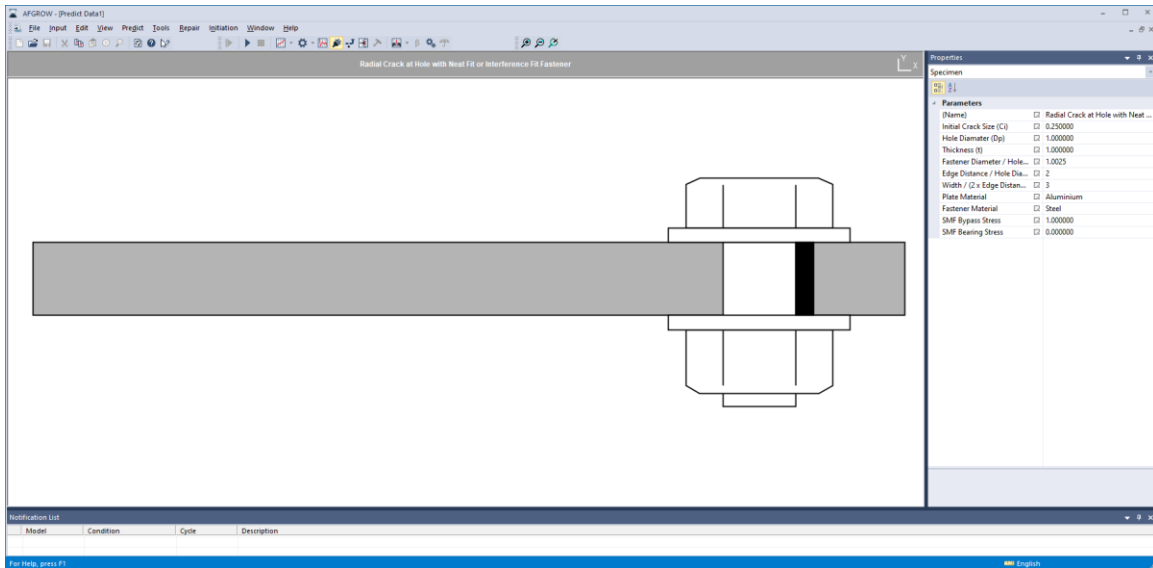 AFGROW - [Predict Data1]
File Input Edit View Predict Tools Repair Initiation Window Help
Radial Crack at Hole with Neat Fit or Interference Fit Fastener
Y
X
Properties
Specimen
Parameters
(Name) Radial Crack at Hole with Neat ...
Initial Crack Size (Ci) 0.250000
Hole Diamater (Dp) 1.000000
Thickness (t) 1.000000
Fastener Diameter / Hole... 1.0025
Edge Distance / Hole Dia... 2
Width / (2 x Edge Distan... 3
Plate Material Aluminium
Fastener Material Steel
SMF Bypass Stress 1.000000
SMF Bearing Stress 0.000000
Notification List
Model Condition Cycle Description
For Help, press F1
English